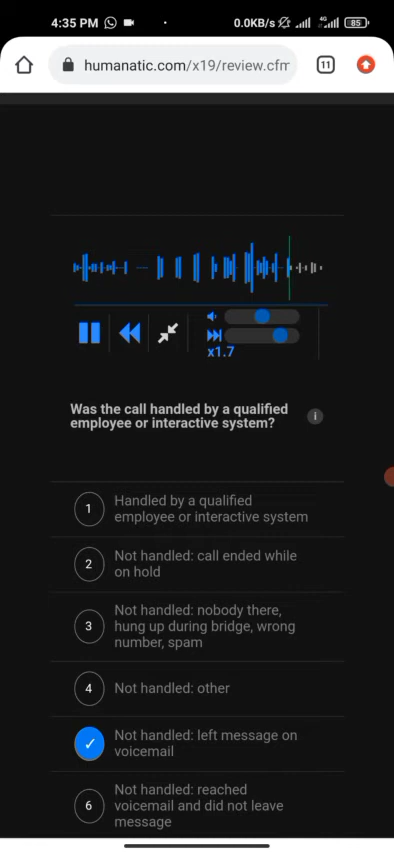 4:35 PM 0.0KB/s 4G 85
humanatic.com/x19/review.cfm 11
x1.7
Was the call handled by a qualified
employee or interactive system? i
1 Handled by a qualified
employee or interactive system
2 Not handled: call ended while
on hold
3 Not handled: nobody there,
hung up during bridge, wrong
number, spam
4 Not handled: other
Not handled: left message on
voicemail
6 Not handled: reached
voicemail and did not leave
message